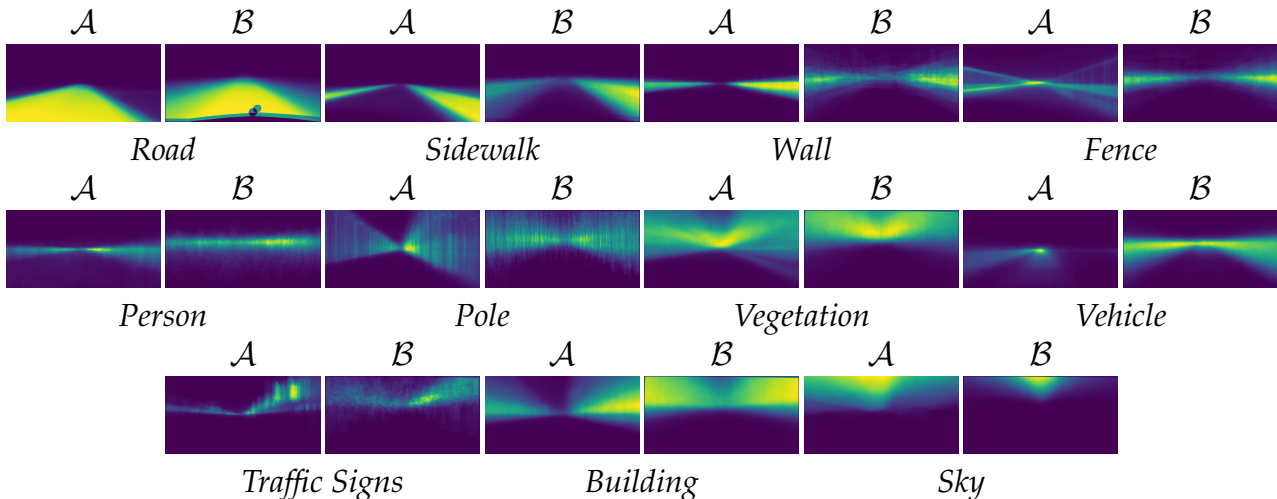 𝒜 ℬ 𝒜 ℬ 𝒜 ℬ 𝒜 ℬ
Road Sidewalk Wall Fence
𝒜 ℬ 𝒜 ℬ 𝒜 ℬ 𝒜 ℬ
Person Pole Vegetation Vehicle
𝒜 ℬ 𝒜 ℬ 𝒜 ℬ
Traffic Signs Building Sky